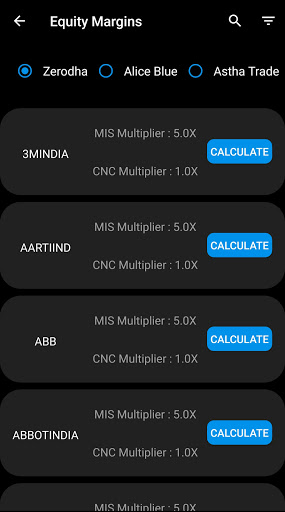 Equity Margins
Zerodha Alice Blue Astha Trade
MIS Multiplier : 5.0X
3MINDIA CALCULATE
CNC Multiplier : 1.0X
MIS Multiplier : 5.0X
AARTIIND CALCULATE
CNC Multiplier : 1.0X
MIS Multiplier : 5.0X
ABB CALCULATE
CNC Multiplier : 1.0X
MIS Multiplier : 5.0X
ABBOTINDIA CALCULATE
CNC Multiplier : 1.0X
MIS Multiplier : 5.0X